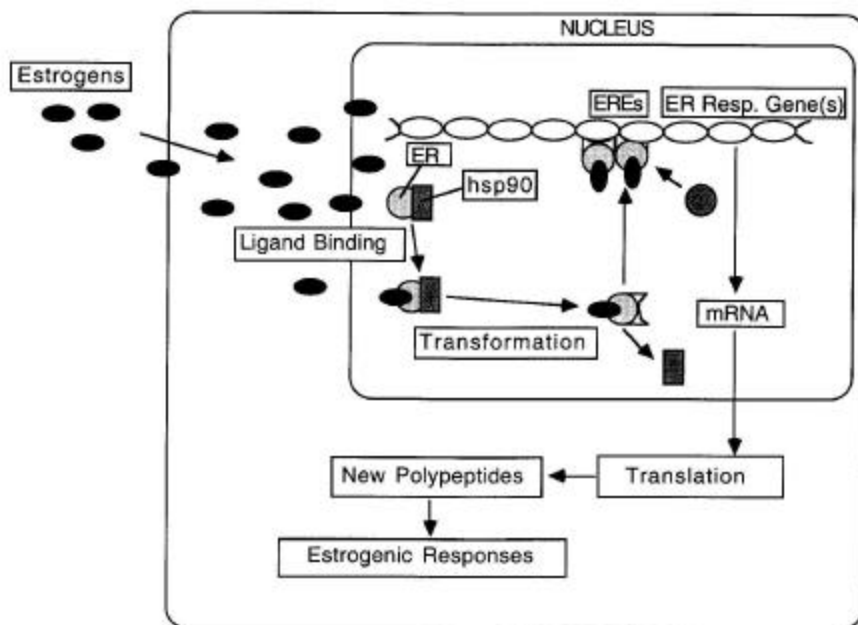 NUCLEUS
Estrogens
EREs
ER Resp. Gene(s)
ER
hsp90
Ligand Binding
mRNA
Transformation
New Polypeptides
Translation
Estrogenic Responses